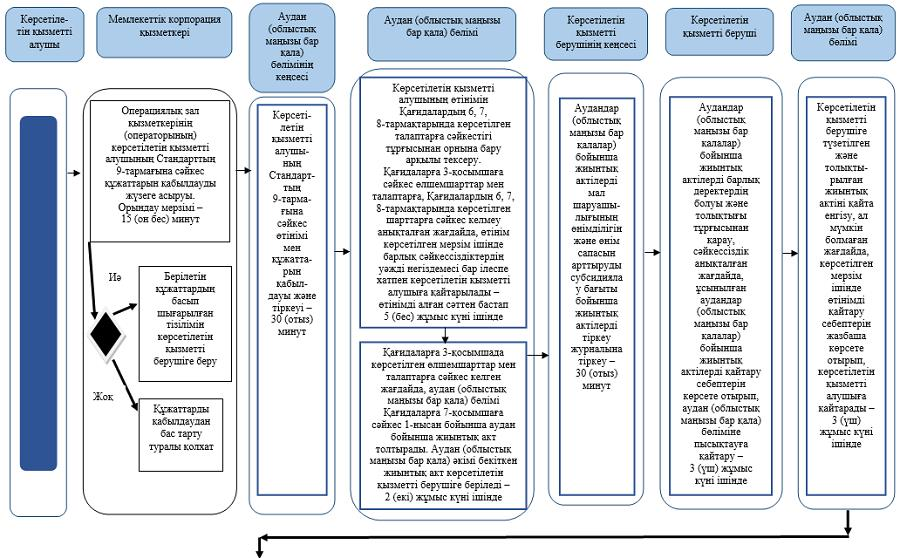 Көрсетіле-
тін қызметті
алушы
Мемлекеттік корпорация
қызметкері
Аудан
(облыстық
маңызы бар
қала)
бөлімінің
кеңсесі
Аудан (облыстық маңызы
бар қала) бөлімі
Көрсетілетін
қызметті
берушінің кеңсесі
Көрсетілетін
қызметті беруші
Аудан (облыстық
маңызы бар қала)
бөлімі
Операциялық зал
қызметкерінің
(операторының)
көрсетілетін қызметті
алушының Стандарттың
9-тармағына сәйкес
құжаттарын қабылдауды
жүзеге асыруы.
Орындау мерзімі –
15 (он бес) минут
Иә
Берілетін
құжаттардың
басып
шығарылған
тізілімін
көрсетілетін
қызметті
берушіге беру
Жоқ
Құжаттарды
қабылдаудан
бас тарту
туралы қолхат
Көрсеті-
летін
қызметті
алушы-
ның
Стандарт-
тың
9-тарма-
ғына
сәйкес
өтінімі
мен
құжатта-
рын
қабыл-
дауы және
тіркеуі –
30 (отыз)
минут
Көрсетілетін қызметті
алушының өтінімін
Қағидалардың 6, 7,
8-тармақтарында көрсетілген
талаптарға сәйкестігі
тұрғысынан орнына бару
арқылы тексеру.
Қағидаларға 3-қосымшаға
сәйкес өлшемшарттар мен
талаптарға, Қағидалардың 6, 7,
8-тармақтарында көрсетілген
шарттарға сәйкес келмеу
анықталған жағдайда, өтінім
көрсетілген мерзім ішінде
барлық сәйкессіздіктердің
уәжді негіздемесі бар ілеспе
хатпен көрсетілетін қызметті
алушыға қайтарылады –
өтінімді алған сәттен бастап
5 (бес) жұмыс күні ішінде
Қағидаларға 3-қосымшада
көрсетілген өлшемшарттар мен
талаптарға сәйкес келген
жағдайда, аудан (облыстық
маңызы бар қала) бөлімі
Қағидаларға 7-қосымшаға
сәйкес 1-нысан бойынша аудан
бойынша жиынтық акт
толтырады. Аудан (облыстық
маңызы бар қала) әкімі бекіткен
жиынтық акт көрсетілетін
қызметті берушіге беріледі –
2 (екі) жұмыс күні ішінде
Аудандар
(облыстық
маңызы бар
қалалар)
бойынша
жиынтық
актілерді
мал
шаруашы-
лығының
өнімділігін
және өнім
сапасын
арттыруды
субсидияла
у бағыты
бойынша
жиынтық
актілерді
тіркеу
журналына
тіркеу –
30 (отыз)
минут
Аудандар
(облыстық
маңызы бар
қалалар)
бойынша
жиынтық
актілерді барлық
деректердің
болуы және
толықтығы
тұрғысынан
қарау,
сәйкессіздік
анықталған
жағдайда,
ұсынылған
аудандар
(облыстық
маңызы бар
қалалар)
бойынша
жиынтық
актілерді қайтару
себептерін
көрсете отырып,
аудан (облыстық
маңызы бар қала)
бөліміне
пысықтауға
қайтару –
3 (үш) жұмыс
күні ішінде
Көрсетілетін
қызметті
берушіге
түзетілген
және
толықты-
рылған
жиынтық
актіні қайта
енгізу, ал
мүмкін
болмаған
жағдайда,
көрсетілген
мерзім
ішінде
өтінімді
қайтару
себептерін
жазбаша
көрсете
отырып,
көрсетілетін
қызметті
алушыға
қайтарады –
3 (үш)
жұмыс күні
ішінде